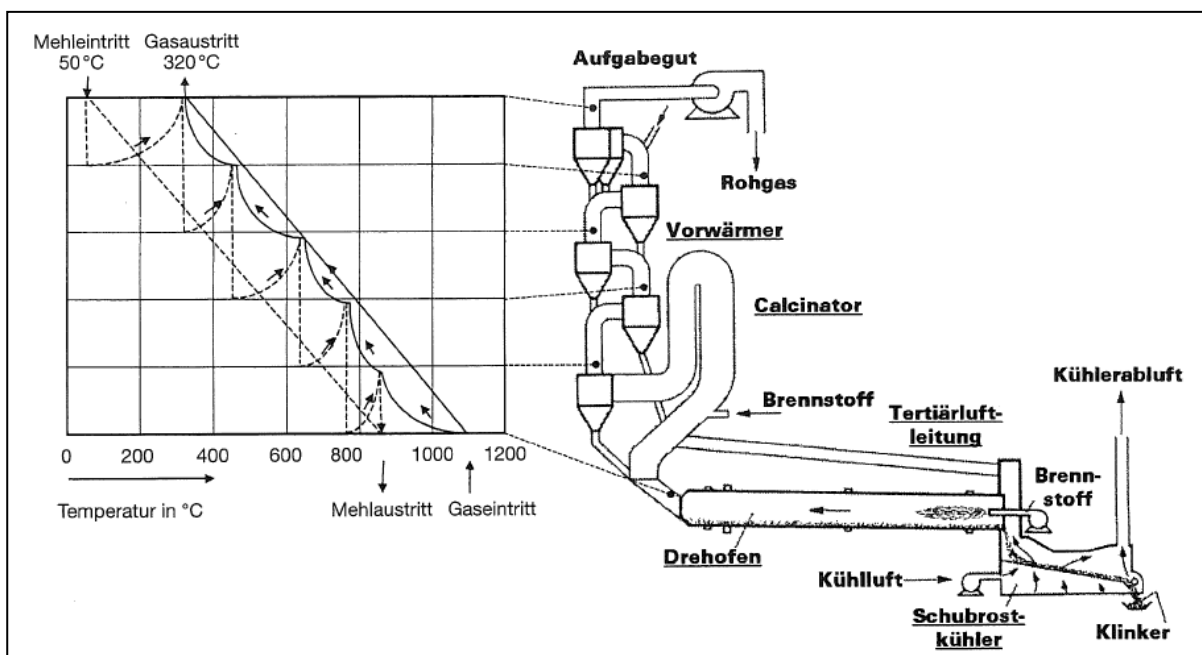 Mehleintritt
50 °C
Gasaustritt
320 °C
0 200 400 600 800 1000 1200
Temperatur in °C
Mehlaustritt
Gaseintritt
Aufgabegut
Rohgas
Vorwärmer
Calcinator
Brennstoff
Kühlerabluft
Tertiärluft-
leitung
Brenn-
stoff
Drehofen
Kühlluft
Schubrost-
kühler
Klinker